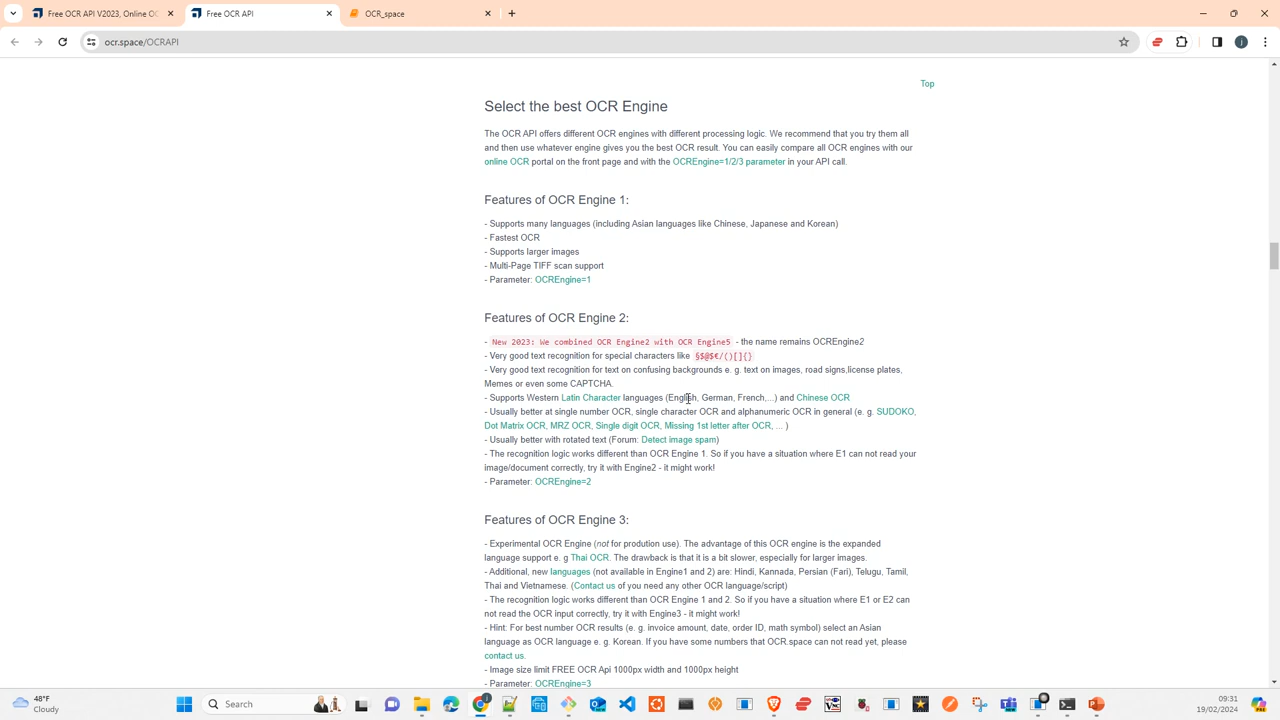 Free OCR API V2023, Online OC
Free OCR API
OCR_space
ocr.space/OCRAPI
Top
Select the best OCR Engine
The OCR API offers different OCR engines with different processing logic. We recommend that you try them all
and then use whatever engine gives you the best OCR result. You can easily compare all OCR engines with our
online OCR portal on the front page and with the OCREngine=1/2/3 parameter in your API call.
Features of OCR Engine 1:
- Supports many languages (including Asian languages like Chinese, Japanese and Korean)
- Fastest OCR
- Supports larger images
- Multi-Page TIFF scan support
- Parameter: OCREngine=1
Features of OCR Engine 2:
- New 2023: We combined OCR Engine2 with OCR Engine5 - the name remains OCREngine2
- Very good text recognition for special characters like §$@$€/()[]{}
- Very good text recognition for text on confusing backgrounds e. g. text on images, road signs,license plates,
Memes or even some CAPTCHA.
- Supports Western Latin Character languages (English, German, French,...) and Chinese OCR
- Usually better at single number OCR, single character OCR and alphanumeric OCR in general (e. g. SUDOKO,
Dot Matrix OCR, MRZ OCR, Single digit OCR, Missing 1st letter after OCR, ... )
- Usually better with rotated text (Forum: Detect image spam)
- The recognition logic works different than OCR Engine 1. So if you have a situation where E1 can not read your
image/document correctly, try it with Engine2 - it might work!
- Parameter: OCREngine=2
Features of OCR Engine 3:
- Experimental OCR Engine (not for prodution use). The advantage of this OCR engine is the expanded
language support e. g Thai OCR. The drawback is that it is a bit slower, especially for larger images.
- Additional, new languages (not available in Engine1 and 2) are: Hindi, Kannada, Persian (Fari), Telugu, Tamil,
Thai and Vietnamese. (Contact us of you need any other OCR language/script)
- The recognition logic works different than OCR Engine 1 and 2. So if you have a situation where E1 or E2 can
not read the OCR input correctly, try it with Engine3 - it might work!
- Hint: For best number OCR results (e. g. invoice amount, date, order ID, math symbol) select an Asian
language as OCR language e. g. Korean. If you have some numbers that OCR.space can not read yet, please
contact us.
- Image size limit FREE OCR Api 1000px width and 1000px height
- Parameter: OCREngine=3
48°F
Cloudy
Search
09:31
19/02/2024